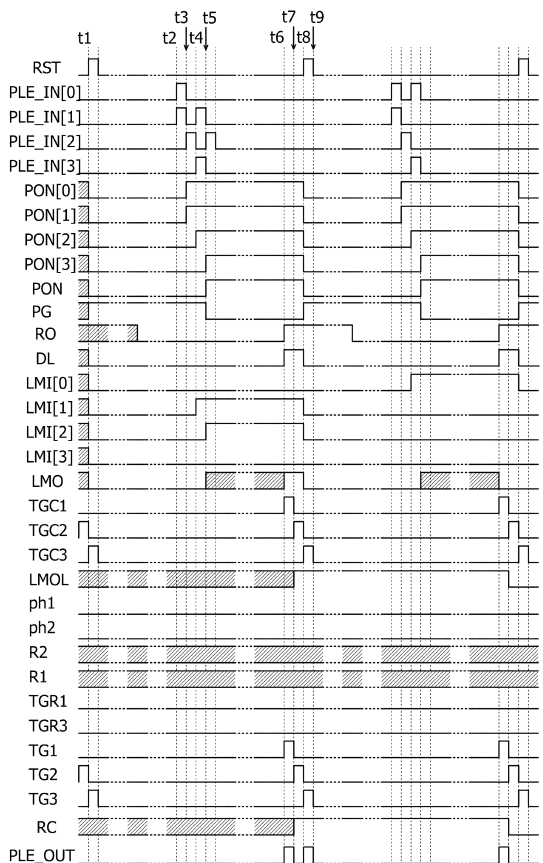 t3 t5 t7 t9
t1 t2 t4 t6 t8
RST
PLE_IN[0]
PLE_IN[1]
PLE_IN[2]
PLE_IN[3]
PON[0]
PON[1]
PON[2]
PON[3]
PON
PG
RO
DL
LMI[0]
LMI[1]
LMI[2]
LMI[3]
LMO
TGC1
TGC2
TGC3
LMOL
ph1
ph2
R2
R1
TGR1
TGR3
TG1
TG2
TG3
RC
PLE_OUT